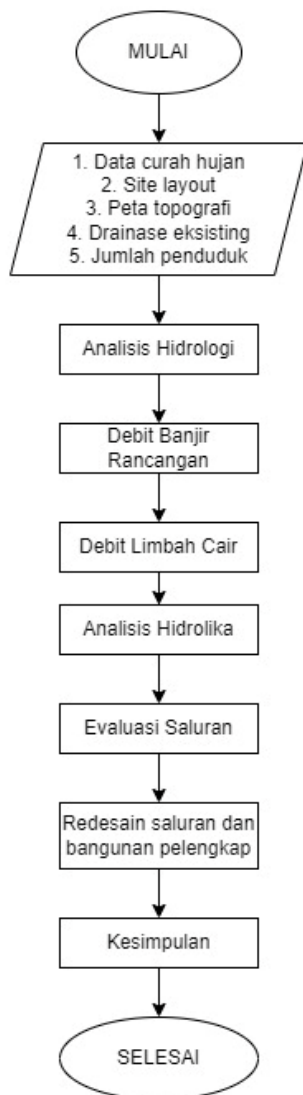 MULAI
1. Data curah hujan
2. Site layout
3. Peta topografi
4. Drainase eksisting
5. Jumlah penduduk
Analisis Hidrologi
Debit Banjir
Rancangan
Debit Limbah Cair
Analisis Hidrolika
Evaluasi Saluran
Redesain saluran dan
bangunan pelengkap
Kesimpulan
SELESAI